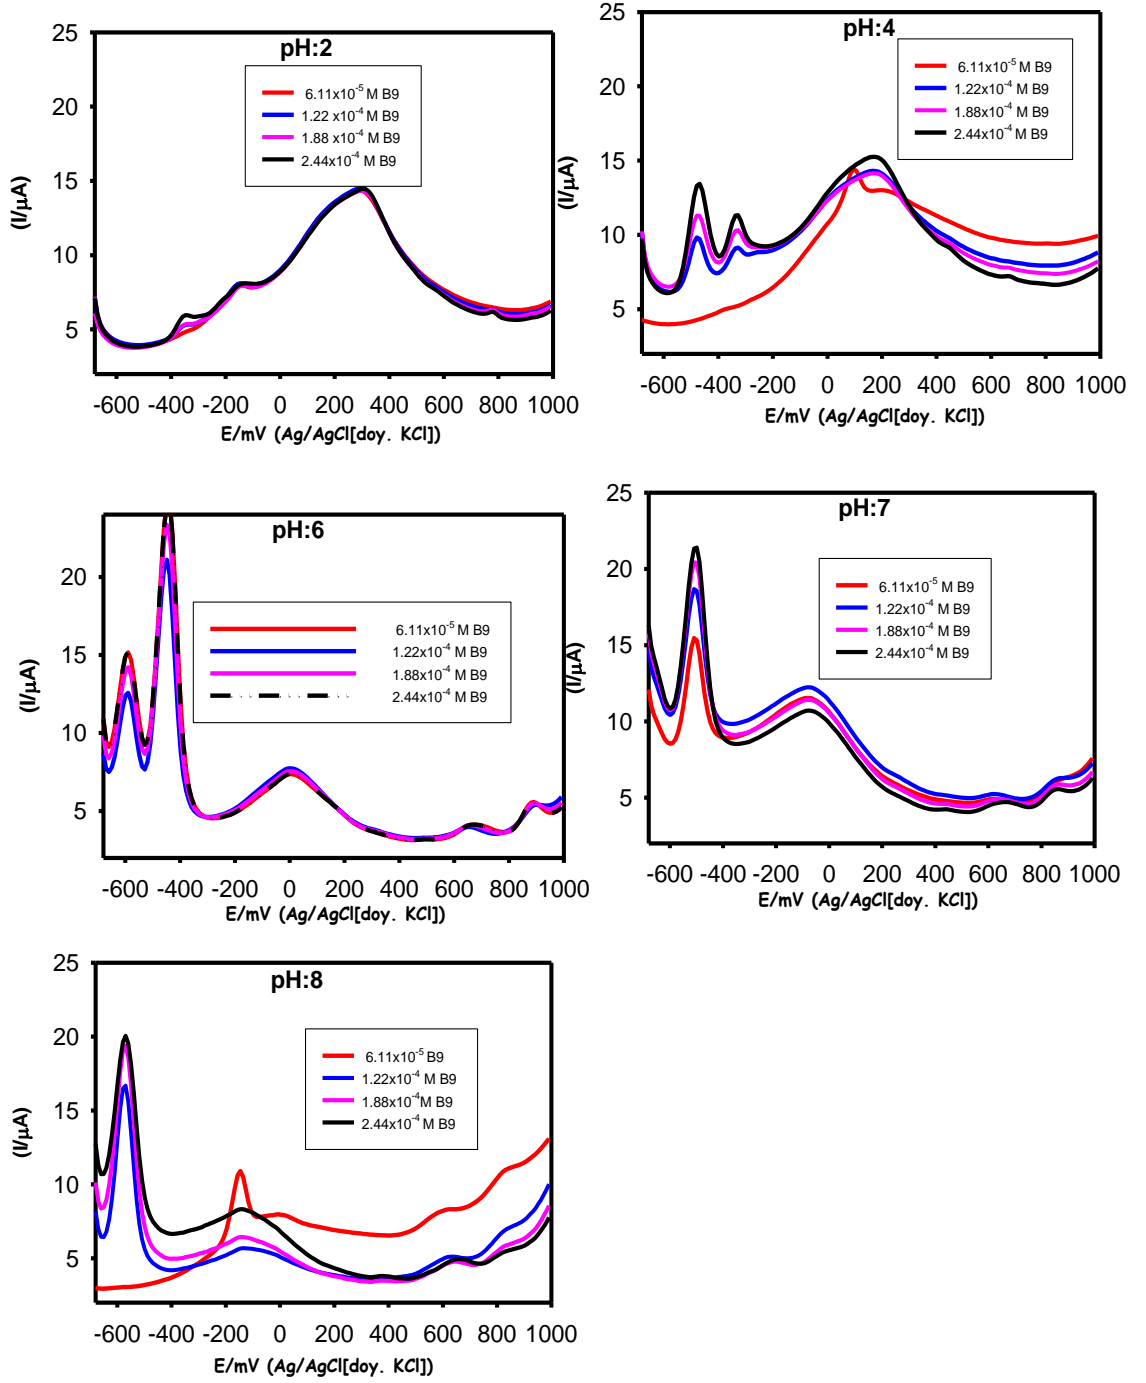 pH:2
25
20
15
10
5
(I/μA)
6.11x10⁻⁵ M B9
1.22 x10⁻⁴ M B9
1.88 x10⁻⁴ M B9
2.44x10⁻⁴ M B9
-600 -400 -200 0 200 400 600 800 1000
E/mV (Ag/AgCl[doy. KCl])
pH:4
25
20
15
10
5
(I/μA)
6.11x10⁻⁵ M B9
1.22x10⁻⁴ M B9
1.88x10⁻⁴ M B9
2.44x10⁻⁴ M B9
-600 -400 -200 0 200 400 600 800 1000
E/mV (Ag/AgCl[doy. KCl])
pH:6
20
15
10
5
(I/μA)
6.11x10⁻⁵ M B9
1.22x10⁻⁴ M B9
1.88x10⁻⁴ M B9
2.44x10⁻⁴ M B9
-600 -400 -200 0 200 400 600 800 1000
E/mV (Ag/AgCl[doy. KCl])
pH:7
25
20
15
10
5
(I/μA)
6.11x10⁻⁵ M B9
1.22x10⁻⁴ M B9
1.88x10⁻⁴ M B9
2.44x10⁻⁴ M B9
-600 -400 -200 0 200 400 600 800 1000
E/mV (Ag/AgCl[doy. KCl])
pH:8
25
20
15
10
5
(I/μA)
6.11x10⁻⁵ B9
1.22x10⁻⁴ M B9
1.88x10⁻⁴M B9
2.44x10⁻⁴ M B9
-600 -400 -200 0 200 400 600 800 1000
E/mV (Ag/AgCl[doy. KCl])